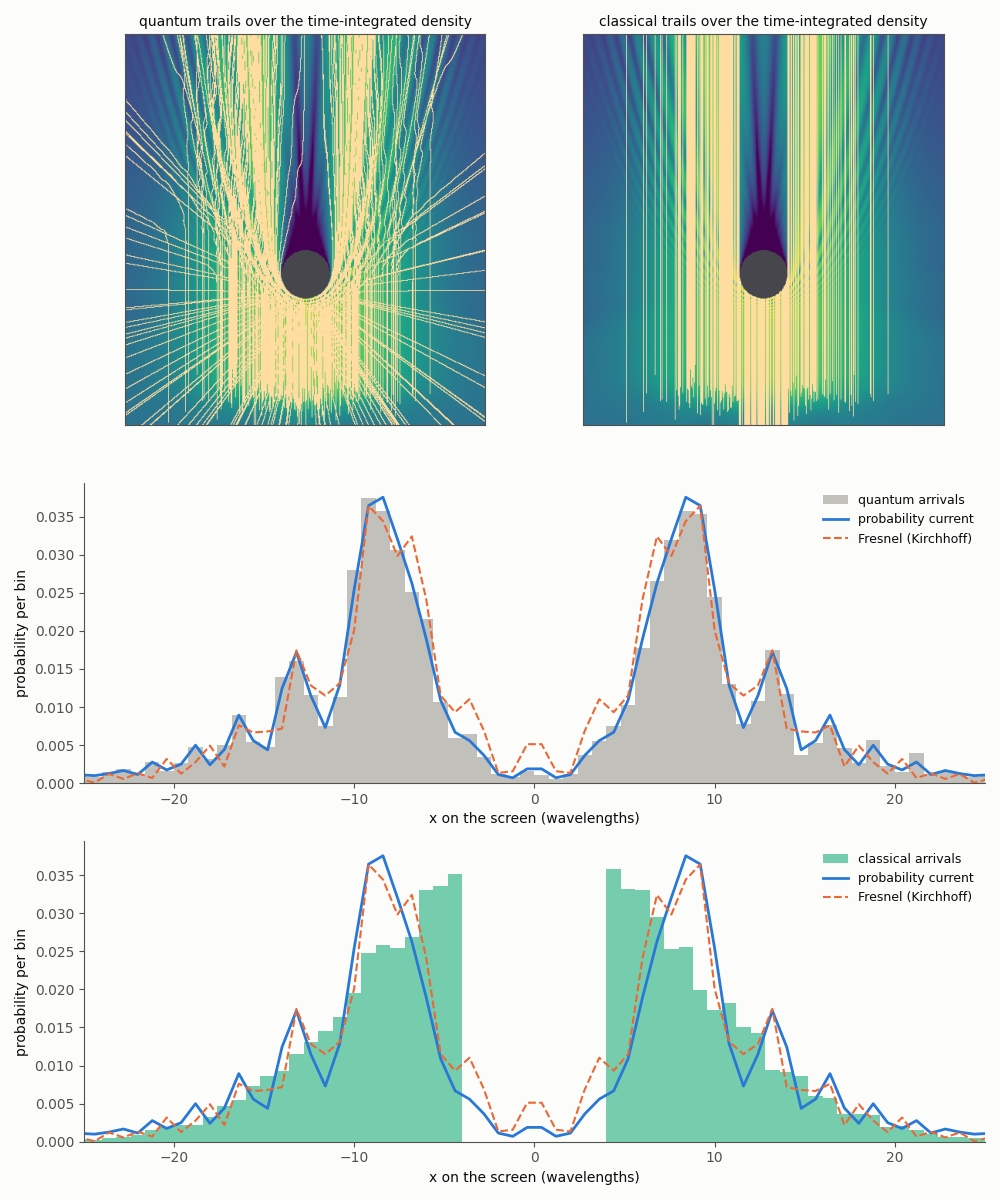 quantum trails over the time-integrated density
classical trails over the time-integrated density
probability per bin
0.035
0.030
0.025
0.020
0.015
0.010
0.005
0.000
quantum arrivals
probability current
Fresnel (Kirchhoff)
−20
−10
0
10
20
x on the screen (wavelengths)
probability per bin
0.035
0.030
0.025
0.020
0.015
0.010
0.005
0.000
classical arrivals
probability current
Fresnel (Kirchhoff)
−20
−10
0
10
20
x on the screen (wavelengths)